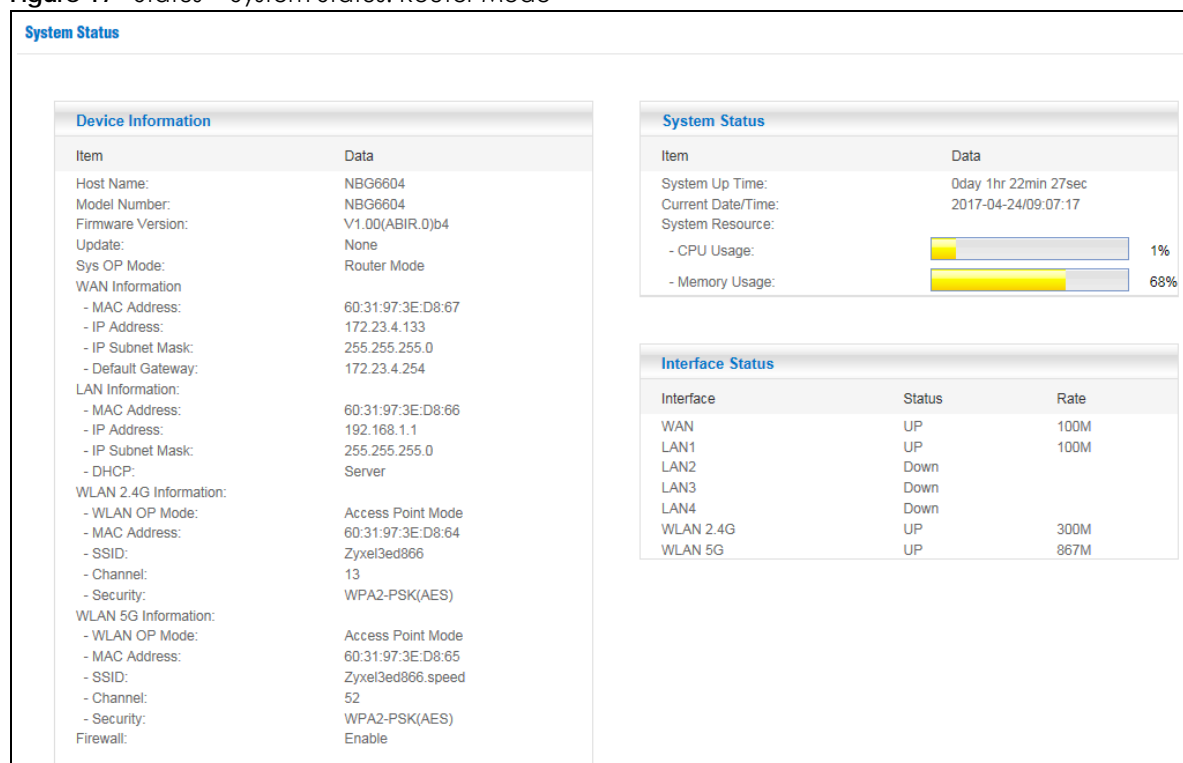 System Status
Device Information
Item Data
Host Name: NBG6604
Model Number: NBG6604
Firmware Version: V1.00(ABIR.0)b4
Update: None
Sys OP Mode: Router Mode
WAN Information
- MAC Address: 60:31:97:3E:D8:67
- IP Address: 172.23.4.133
- IP Subnet Mask: 255.255.255.0
- Default Gateway: 172.23.4.254
LAN Information:
- MAC Address: 60:31:97:3E:D8:66
- IP Address: 192.168.1.1
- IP Subnet Mask: 255.255.255.0
- DHCP: Server
WLAN 2.4G Information:
- WLAN OP Mode: Access Point Mode
- MAC Address: 60:31:97:3E:D8:64
- SSID: Zyxel3ed866
- Channel: 13
- Security: WPA2-PSK(AES)
WLAN 5G Information:
- WLAN OP Mode: Access Point Mode
- MAC Address: 60:31:97:3E:D8:65
- SSID: Zyxel3ed866.speed
- Channel: 52
- Security: WPA2-PSK(AES)
Firewall: Enable
System Status
Item Data
System Up Time: 0day 1hr 22min 27sec
Current Date/Time: 2017-04-24/09:07:17
System Resource:
- CPU Usage: 1%
- Memory Usage: 68%
Interface Status
Interface Status Rate
WAN UP 100M
LAN1 UP 100M
LAN2 Down
LAN3 Down
LAN4 Down
WLAN 2.4G UP 300M
WLAN 5G UP 867M